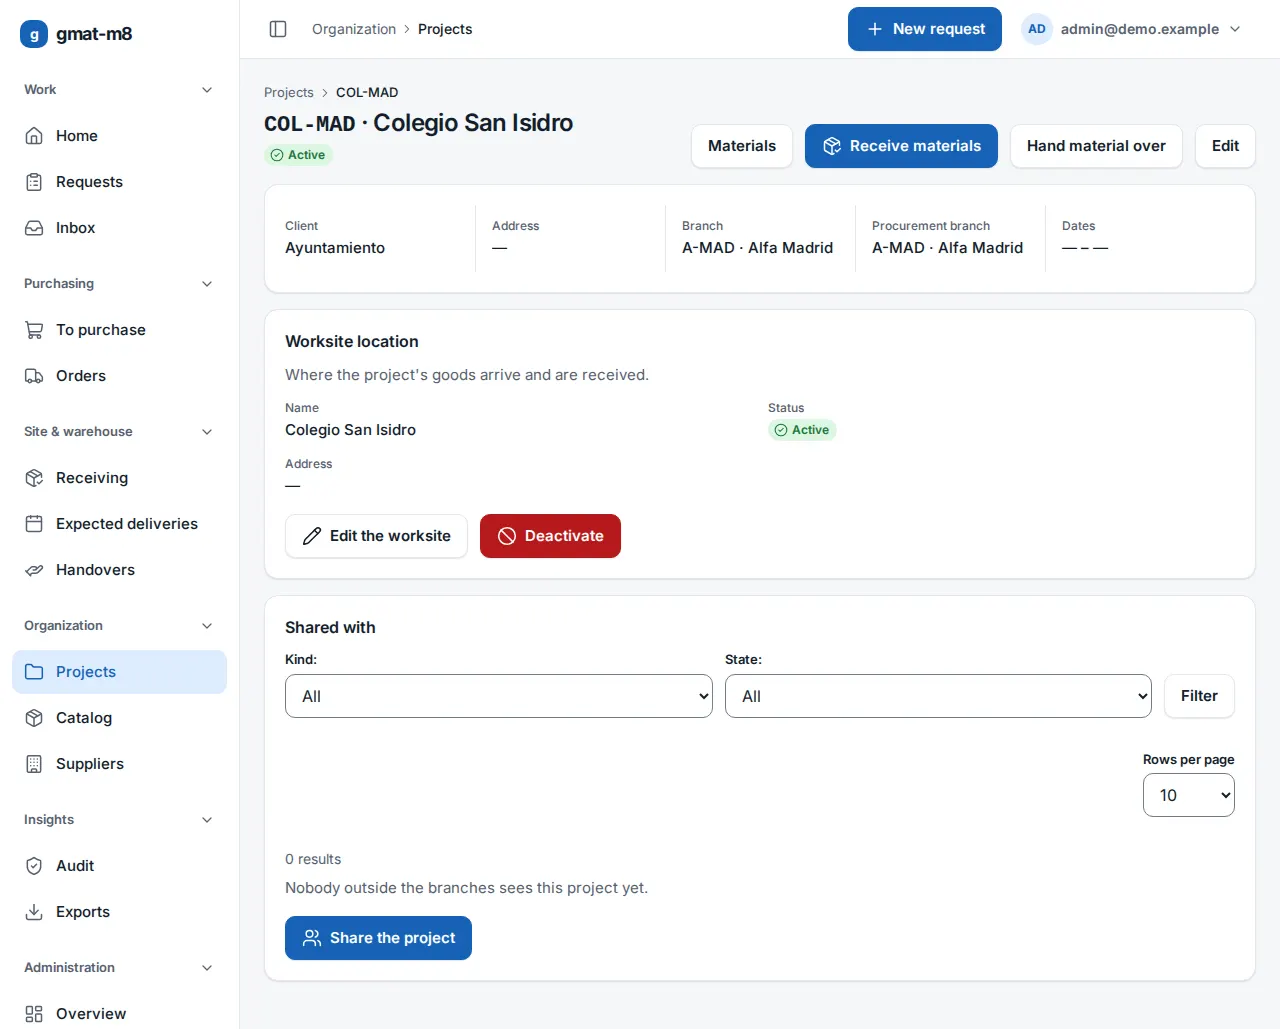 g gmat-m8
Work
Home
Requests
Inbox
Purchasing
To purchase
Orders
Site & warehouse
Receiving
Expected deliveries
Handovers
Organization
Projects
Catalog
Suppliers
Insights
Audit
Exports
Administration
Overview
Organization > Projects
New request
AD admin@demo.example
Projects > COL-MAD
COL-MAD · Colegio San Isidro
Active
Materials
Receive materials
Hand material over
Edit
Client
Ayuntamiento
Address
—
Branch
A-MAD · Alfa Madrid
Procurement branch
A-MAD · Alfa Madrid
Dates
— – —
Worksite location
Where the project's goods arrive and are received.
Name
Colegio San Isidro
Status
Active
Address
—
Edit the worksite
Deactivate
Shared with
Kind:
All
State:
All
Filter
Rows per page
10
0 results
Nobody outside the branches sees this project yet.
Share the project